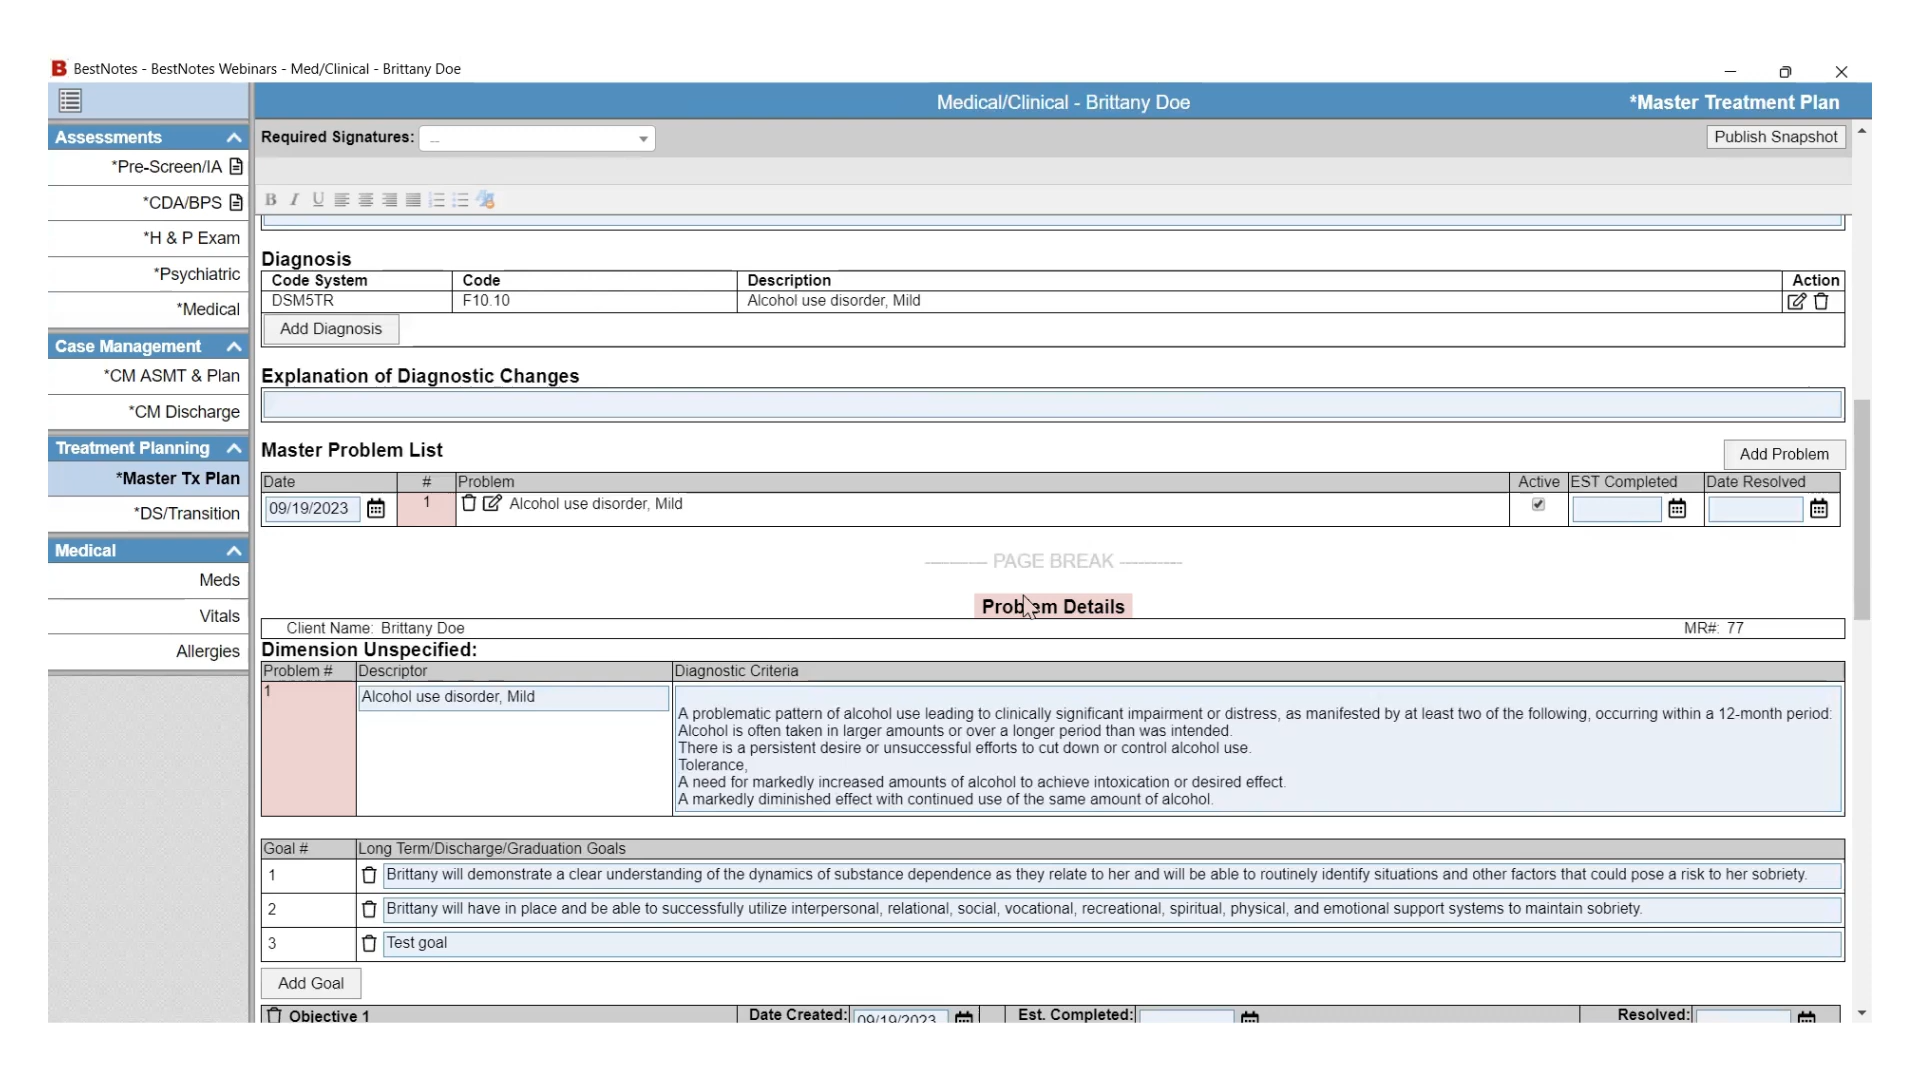 BestNotes - BestNotes Webinars - Med/Clinical - Brittany Doe
Medical/Clinical - Brittany Doe
*Master Treatment Plan
Assessments
*Pre-Screen/IA
*CDA/BPS
*H & P Exam
*Psychiatric
*Medical
Case Management
*CM ASMT & Plan
*CM Discharge
Treatment Planning
*Master Tx Plan
*DS/Transition
Medical
Meds
Vitals
Allergies
Required Signatures: --
Publish Snapshot
B I U
Diagnosis
Code System Code Description Action
DSM5TR F10.10 Alcohol use disorder, Mild
Add Diagnosis
Explanation of Diagnostic Changes
Master Problem List
Add Problem
Date # Problem Active EST Completed Date Resolved
09/19/2023 1 Alcohol use disorder, Mild
---------- PAGE BREAK ----------
Problem Details
Client Name: Brittany Doe MR#: 77
Dimension Unspecified:
Problem # Descriptor Diagnostic Criteria
1 Alcohol use disorder, Mild
A problematic pattern of alcohol use leading to clinically significant impairment or distress, as manifested by at least two of the following, occurring within a 12-month period:
Alcohol is often taken in larger amounts or over a longer period than was intended.
There is a persistent desire or unsuccessful efforts to cut down or control alcohol use.
Tolerance,
A need for markedly increased amounts of alcohol to achieve intoxication or desired effect.
A markedly diminished effect with continued use of the same amount of alcohol.
Goal # Long Term/Discharge/Graduation Goals
1 Brittany will demonstrate a clear understanding of the dynamics of substance dependence as they relate to her and will be able to routinely identify situations and other factors that could pose a risk to her sobriety.
2 Brittany will have in place and be able to successfully utilize interpersonal, relational, social, vocational, recreational, spiritual, physical, and emotional support systems to maintain sobriety.
3 Test goal
Add Goal
Objective 1 Date Created: 09/19/2023 Est. Completed: Resolved: